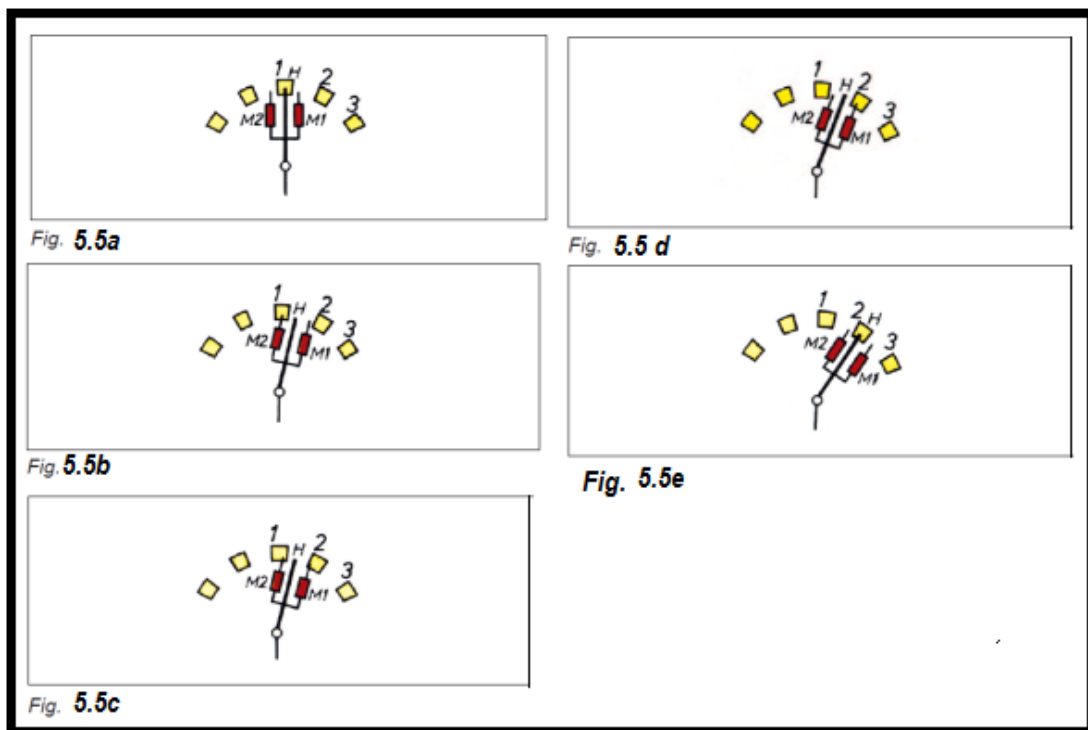 1 H 2
3
M2 M1
Fig. 5.5a
1 H 2
3
M2 M1
Fig. 5.5b
1 H 2
3
M2 M1
Fig. 5.5c
1 H 2
3
M2 M1
Fig. 5.5 d
1 2 H
3
M2 M1
Fig. 5.5e